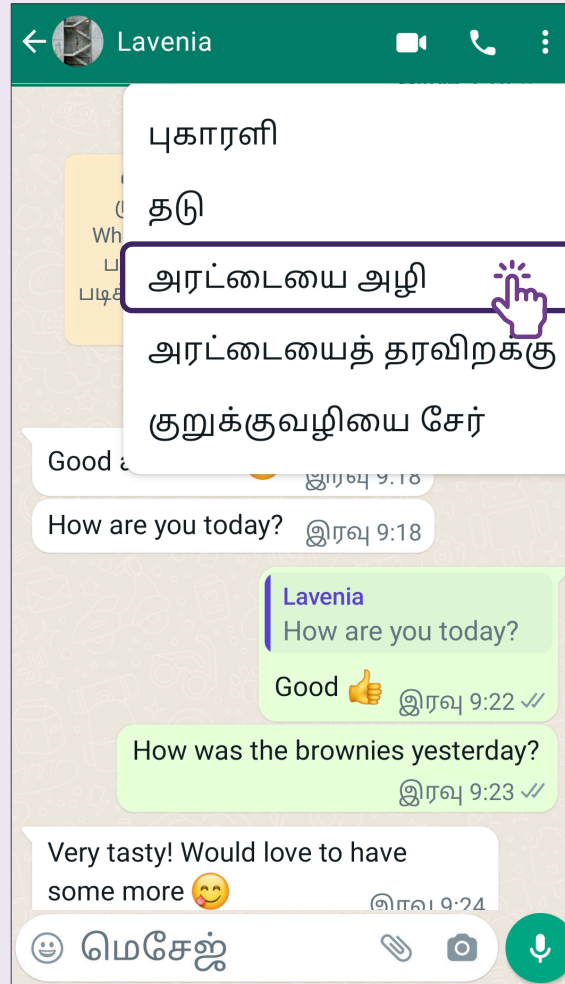 Lavenia
புகாரளி
தடு
Wh
அரட்டையை அழி
அரட்டையைத் தரவிறக்கு
குறுக்குவழியை சேர்
Good
இரவு 9:18
How are you today? இரவு 9:18
Lavenia
How are you today?
Good 👍 இரவு 9:22
How was the brownies yesterday?
இரவு 9:23
Very tasty! Would love to have
some more 😋 இரவு 9:24
மெசேஜ்